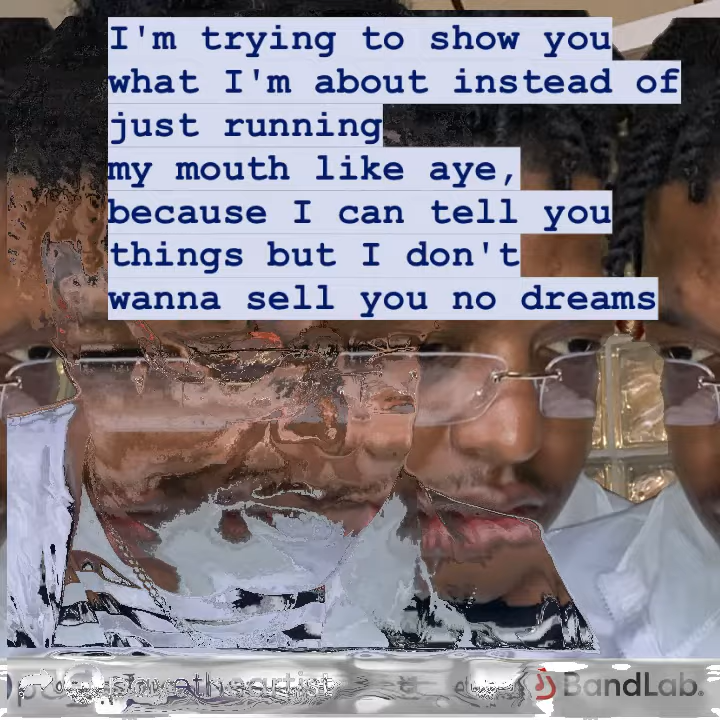 I'm trying to show you
what I'm about instead of
just running
my mouth like aye,
because I can tell you
things but I don't
wanna sell you no dreams
BandLab.